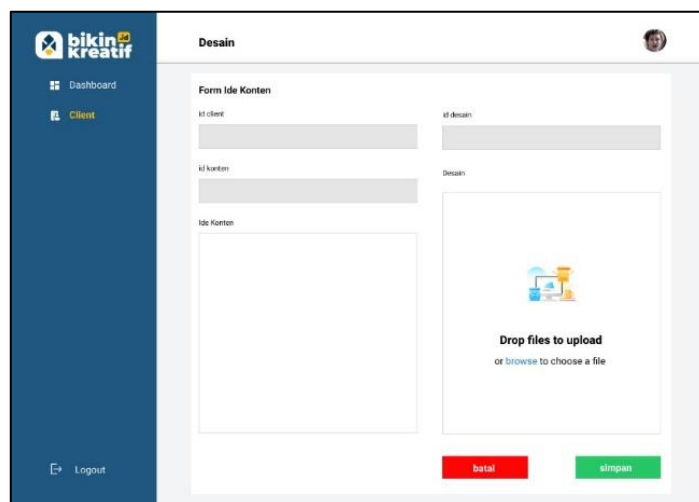 bikin.id
kreatif
Desain
Dashboard
Client
Form Ide Konten
id client
id desain
id konten
Desain
Ide Konten
Drop files to upload
or browse to choose a file
batal
simpan
Logout